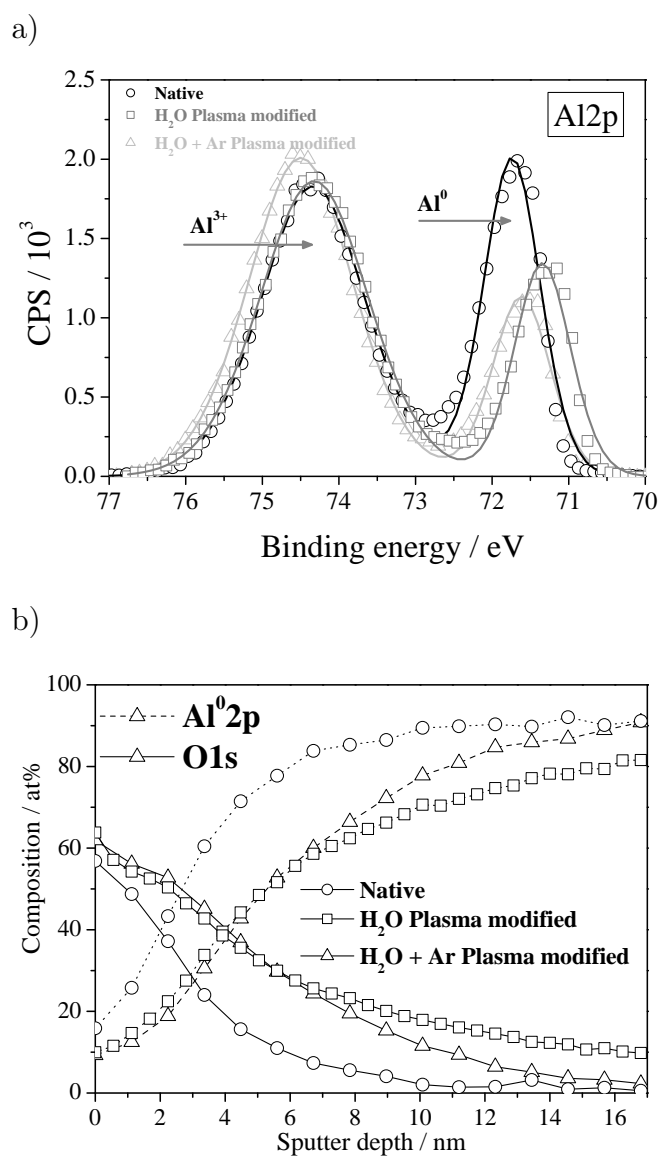 a)
2.5
2.0
1.5
1.0
0.5
0.0
CPS / 10³
Native
H₂O Plasma modified
H₂O + Ar Plasma modified
Al2p
Al³⁺
Al⁰
77 76 75 74 73 72 71 70
Binding energy / eV
b)
100
80
60
40
20
0
Composition / at%
Al⁰2p
O1s
Native
H₂O Plasma modified
H₂O + Ar Plasma modified
0 2 4 6 8 10 12 14 16
Sputter depth / nm